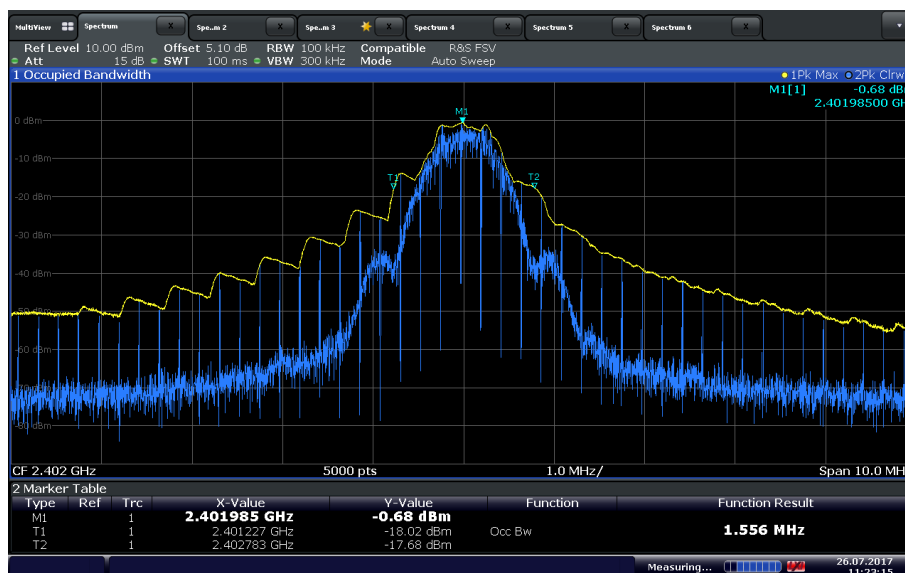 MultiView Spectrum X Spe..m 2 X Spe..m 3 X Spectrum 4 X Spectrum 5 X Spectrum 6 X
Ref Level 10.00 dBm Offset 5.10 dB RBW 100 kHz Compatible R&S FSV
Att 15 dB SWT 100 ms VBW 300 kHz Mode Auto Sweep
1 Occupied Bandwidth 1Pk Max 2Pk Clrw
M1[1] -0.68 dB
2.40198500 GH
M1
0 dBm
-10 dBm
T1 T2
-20 dBm
-30 dBm
-40 dBm
-60 dBm
CF 2.402 GHz 5000 pts 1.0 MHz/ Span 10.0 MH
2 Marker Table
Type Ref Trc X-Value Y-Value Function Function Result
M1 1 2.401985 GHz -0.68 dBm
T1 1 2.401227 GHz -18.02 dBm Occ Bw 1.556 MHz
T2 1 2.402783 GHz -17.68 dBm
Measuring... 26.07.2017
11:23:15